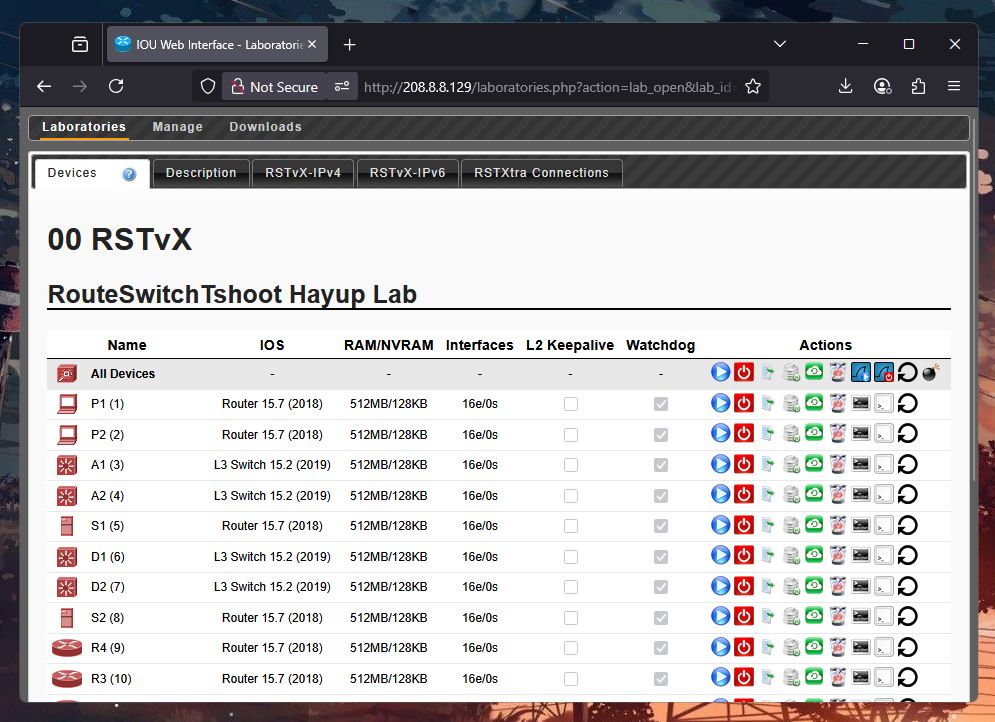 IOU Web Interface - Laboratorie
Not Secure
http://208.8.8.129/laboratories.php?action=lab_open&lab_id=
Laboratories Manage Downloads
Devices Description RSTvX-IPv4 RSTvX-IPv6 RSTXtra Connections
00 RSTvX
RouteSwitchTshoot Hayup Lab
Name IOS RAM/NVRAM Interfaces L2 Keepalive Watchdog Actions
All Devices - - - - -
P1 (1) Router 15.7 (2018) 512MB/128KB 16e/0s
P2 (2) Router 15.7 (2018) 512MB/128KB 16e/0s
A1 (3) L3 Switch 15.2 (2019) 512MB/128KB 16e/0s
A2 (4) L3 Switch 15.2 (2019) 512MB/128KB 16e/0s
S1 (5) Router 15.7 (2018) 512MB/128KB 16e/0s
D1 (6) L3 Switch 15.2 (2019) 512MB/128KB 16e/0s
D2 (7) L3 Switch 15.2 (2019) 512MB/128KB 16e/0s
S2 (8) Router 15.7 (2018) 512MB/128KB 16e/0s
R4 (9) Router 15.7 (2018) 512MB/128KB 16e/0s
R3 (10) Router 15.7 (2018) 512MB/128KB 16e/0s